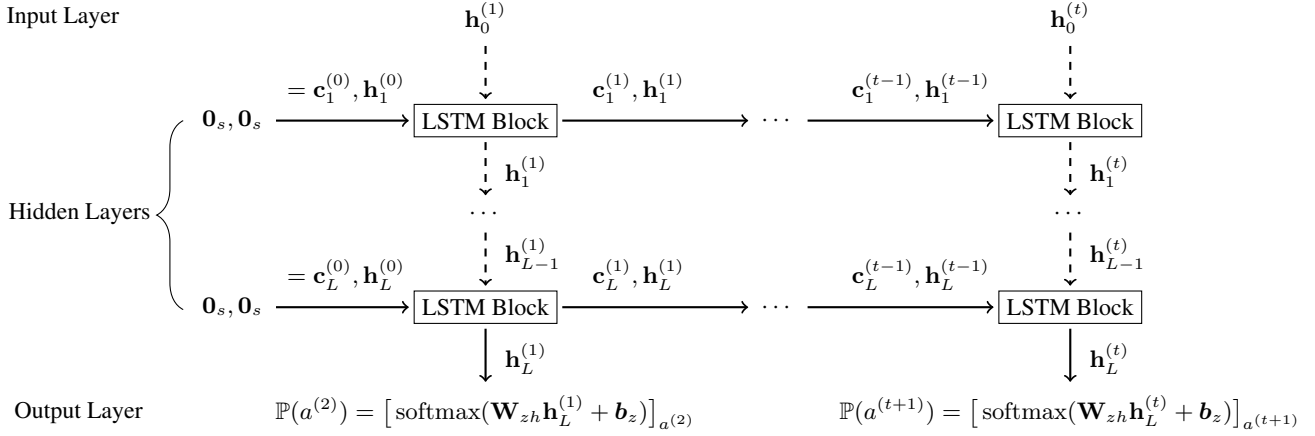 Input Layer h_0^{(1)} h_0^{(t)}
= c_1^{(0)}, h_1^{(0)} c_1^{(1)}, h_1^{(1)} c_1^{(t−1)}, h_1^{(t−1)}
0_s, 0_s LSTM Block ⋯ LSTM Block
h_1^{(1)} h_1^{(t)}
Hidden Layers ⋯ ⋯
h_{L−1}^{(1)} h_{L−1}^{(t)}
= c_L^{(0)}, h_L^{(0)} c_L^{(1)}, h_L^{(1)} c_L^{(t−1)}, h_L^{(t−1)}
0_s, 0_s LSTM Block ⋯ LSTM Block
h_L^{(1)} h_L^{(t)}
Output Layer ℙ(a^{(2)}) = [softmax(W_{zh}h_L^{(1)} + b_z)]_{a^{(2)}} ℙ(a^{(t+1)}) = [softmax(W_{zh}h_L^{(t)} + b_z)]_{a^{(t+1)}}